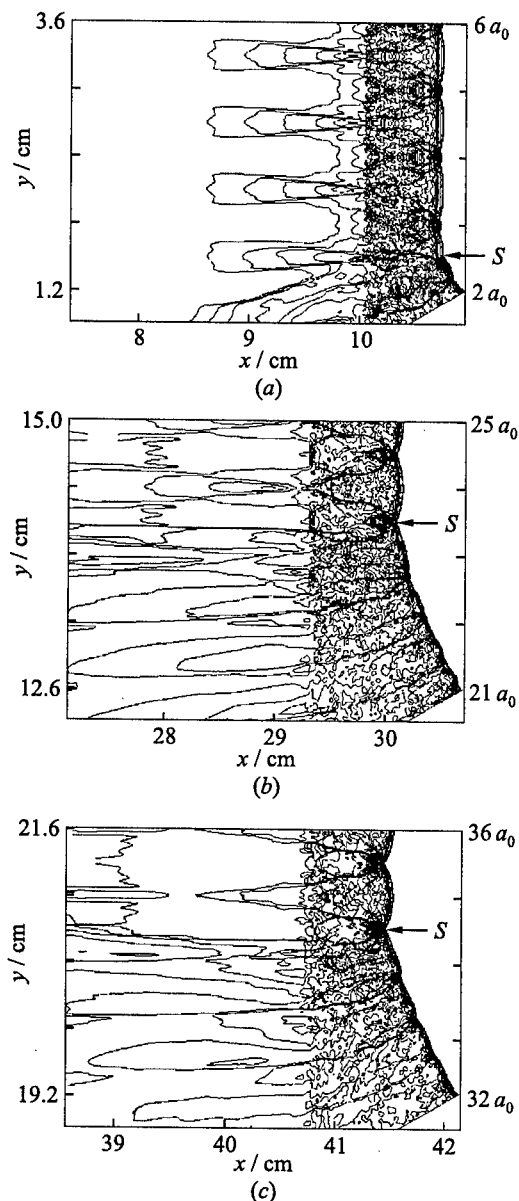 3.6
6 a₀
y / cm
S
1.2
2 a₀
8
9
10
x / cm
(a)
15.0
25 a₀
y / cm
S
12.6
21 a₀
28
29
30
x / cm
(b)
21.6
36 a₀
y / cm
S
19.2
32 a₀
39
40
41
42
x / cm
(c)